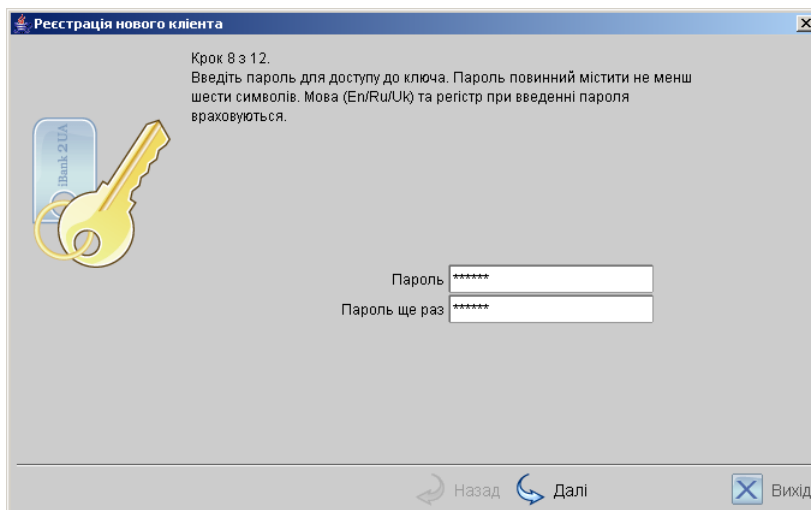 Реєстрація нового клієнта
Крок 8 з 12.
Введіть пароль для доступу до ключа. Пароль повинний містити не менш
шести символів. Мова (En/Ru/Uk) та регістр при введенні пароля
враховуються.
iBank 2 UA
Пароль ******
Пароль ще раз ******
Назад Далі Вихід